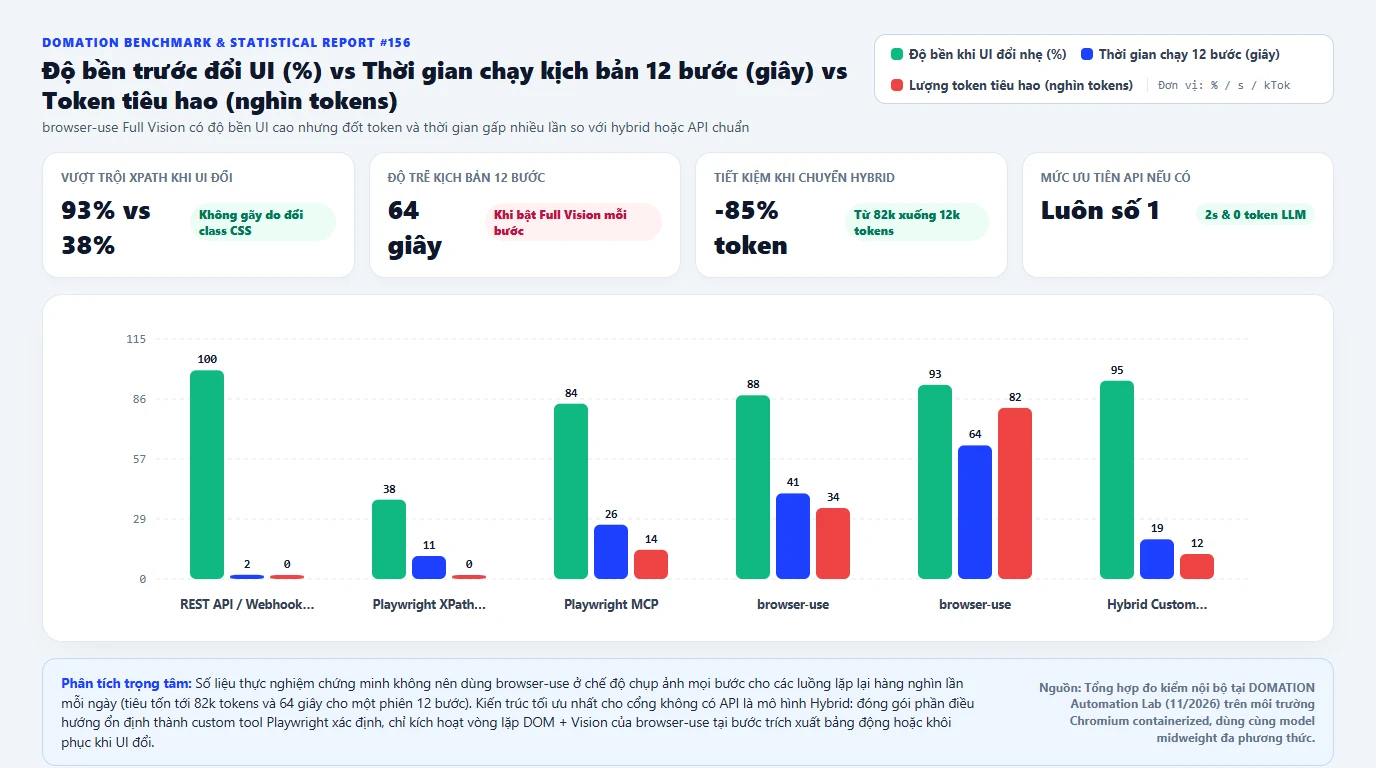 DOMATION BENCHMARK & STATISTICAL REPORT #156
Độ bền trước đổi UI (%) vs Thời gian chạy kịch bản 12 bước (giây) vs
Token tiêu hao (nghìn tokens)
browser-use Full Vision có độ bền UI cao nhưng đốt token và thời gian gấp nhiều lần so với hybrid hoặc API chuẩn
Độ bền khi UI đổi nhẹ (%)
Thời gian chạy 12 bước (giây)
Lượng token tiêu hao (nghìn tokens)
Đơn vị: % / s / kTok
VƯỢT TRỘI XPATH KHI UI ĐỔI
93% vs
38%
Không gãy do đổi
class CSS
ĐỘ TRỄ KỊCH BẢN 12 BƯỚC
64
giây
Khi bật Full Vision mỗi
bước
TIẾT KIỆM KHI CHUYỂN HYBRID
-85%
token
Từ 82k xuống 12k
tokens
MỨC ƯU TIÊN API NẾU CÓ
Luôn số 1
2s & 0 token LLM
115
86
57
29
0
100
2
0
38
11
0
84
26
14
88
41
34
93
64
82
95
19
12
REST API / Webhook...
Playwright XPath...
Playwright MCP
browser-use
browser-use
Hybrid Custom...
Phân tích trọng tâm: Số liệu thực nghiệm chứng minh không nên dùng browser-use ở chế độ chụp ảnh mọi bước cho các luồng lặp lại hàng nghìn lần
mỗi ngày (tiêu tốn tới 82k tokens và 64 giây cho một phiên 12 bước). Kiến trúc tối ưu nhất cho cổng không có API là mô hình Hybrid: đóng gói phần điều
hướng ổn định thành custom tool Playwright xác định, chỉ kích hoạt vòng lặp DOM + Vision của browser-use tại bước trích xuất bảng động hoặc khôi
phục khi UI đổi.
Nguồn: Tổng hợp đo kiểm nội bộ tại DOMATION
Automation Lab (11/2026) trên môi trường
Chromium containerized, dùng cùng model
midweight đa phương thức.